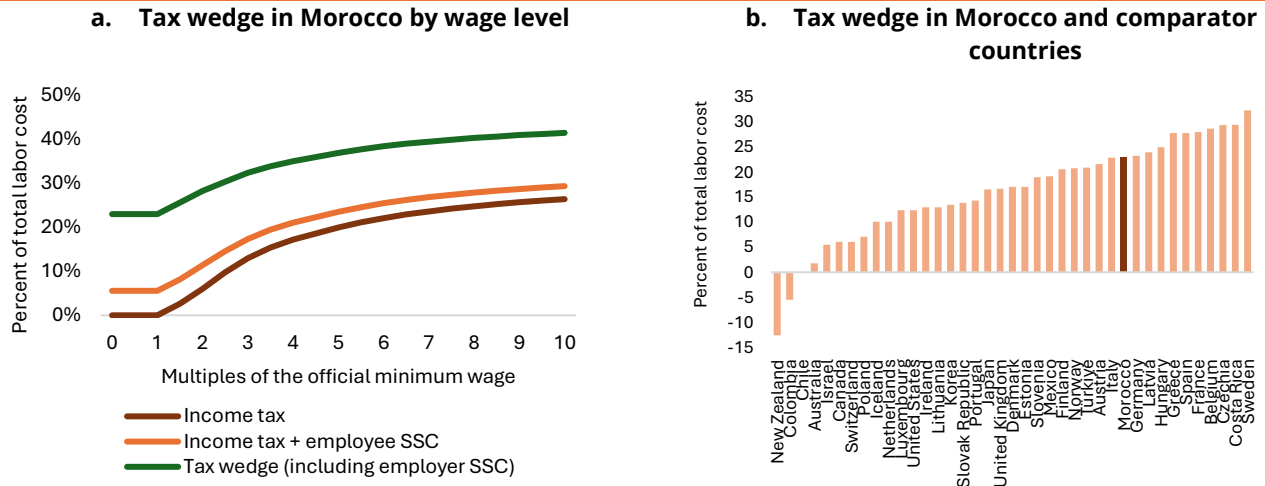 a. Tax wedge in Morocco by wage level
Percent of total labor cost
50%
40%
30%
20%
10%
0%
0 1 2 3 4 5 6 7 8 9 10
Multiples of the official minimum wage
Income tax
Income tax + employee SSC
Tax wedge (including employer SSC)
b. Tax wedge in Morocco and comparator
countries
Percent of total labor cost
35
30
25
20
15
10
5
0
-5
-10
-15
New Zealand
Colombia
Chile
Australia
Israel
Canada
Switzerland
Poland
Iceland
Netherlands
Luxembourg
United States
Ireland
Lithuania
Korea
Slovak Republic
Portugal
Japan
United Kingdom
Denmark
Estonia
Slovenia
Mexico
Finland
Norway
Türkiye
Austria
Italy
Morocco
Germany
Latvia
Hungary
Greece
Spain
France
Belgium
Czechia
Costa Rica
Sweden